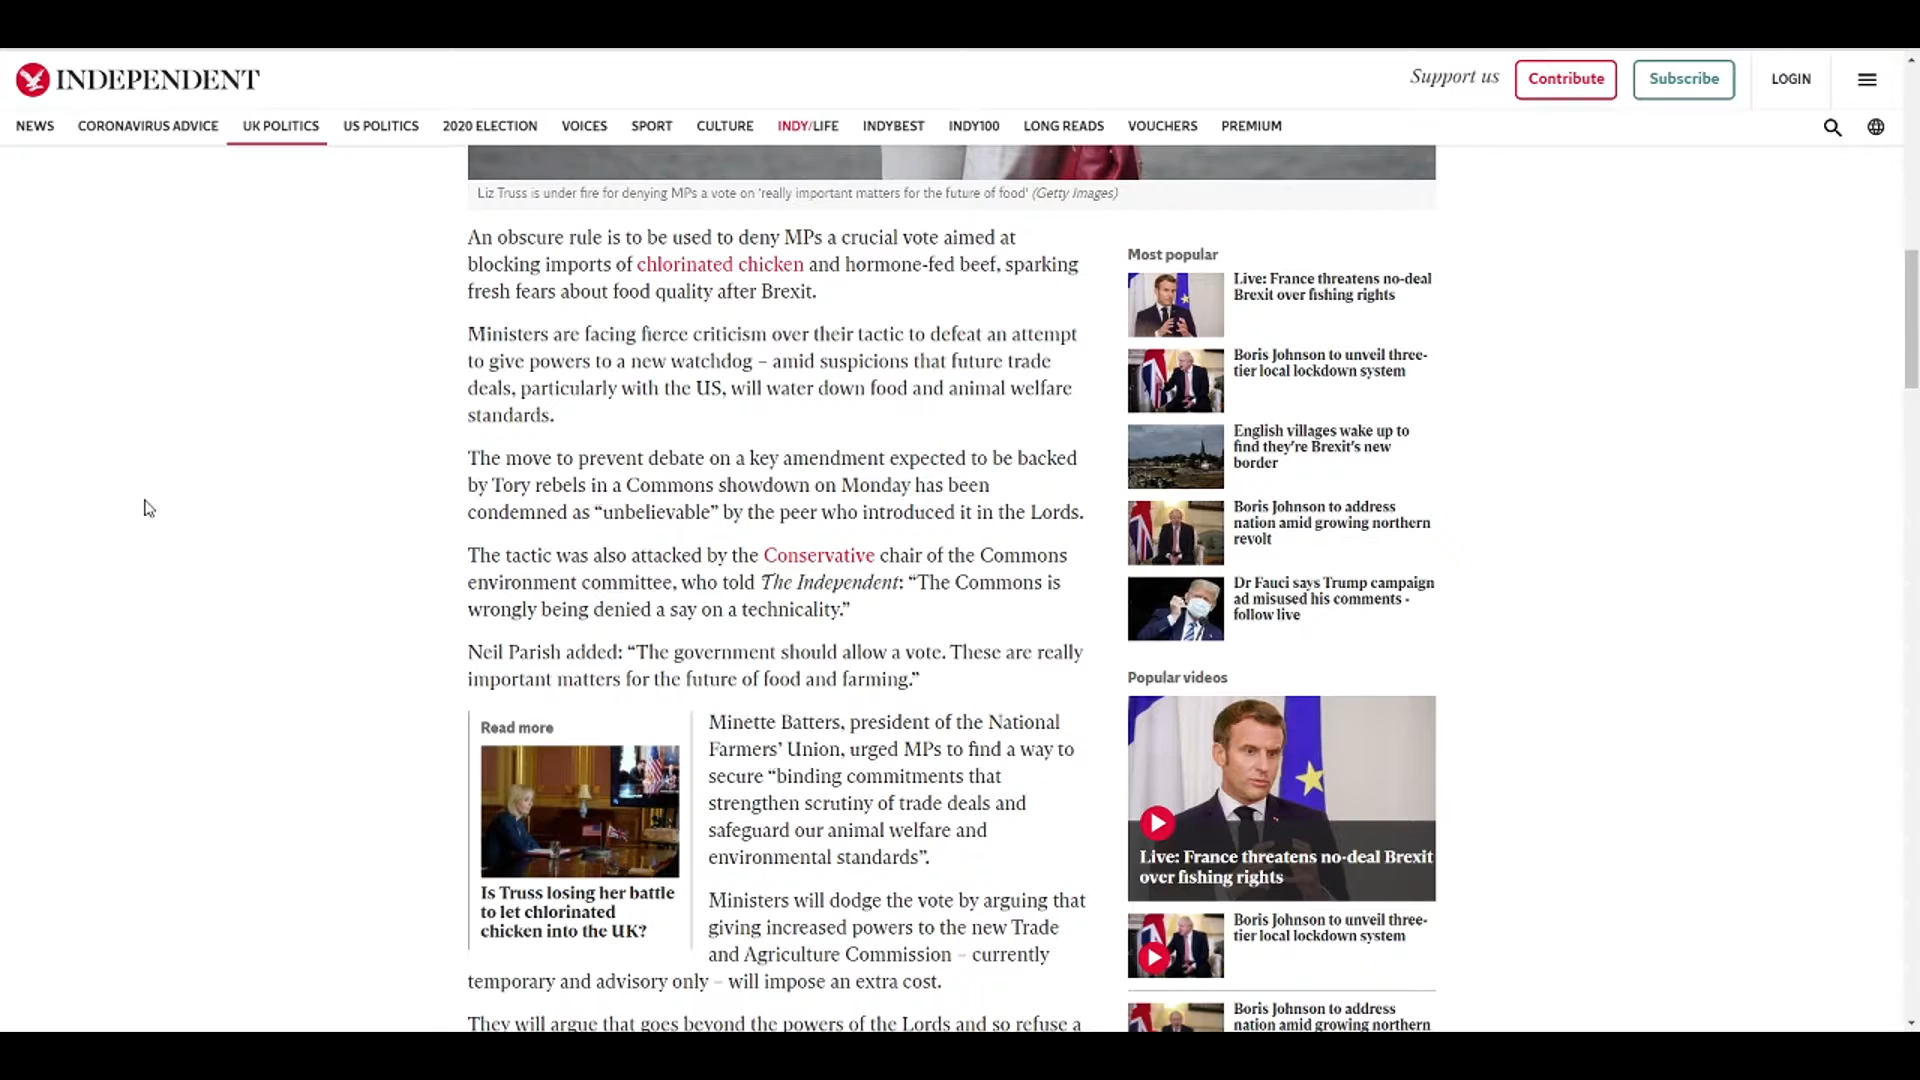 INDEPENDENT
Support us
Contribute
Subscribe
LOGIN
NEWS
CORONAVIRUS ADVICE
UK POLITICS
US POLITICS
2020 ELECTION
VOICES
SPORT
CULTURE
INDY/LIFE
INDYBEST
INDY100
LONG READS
VOUCHERS
PREMIUM
Liz Truss is under fire for denying MPs a vote on 'really important matters for the future of food' (Getty Images)
An obscure rule is to be used to deny MPs a crucial vote aimed at
blocking imports of chlorinated chicken and hormone-fed beef, sparking
fresh fears about food quality after Brexit.
Ministers are facing fierce criticism over their tactic to defeat an attempt
to give powers to a new watchdog – amid suspicions that future trade
deals, particularly with the US, will water down food and animal welfare
standards.
The move to prevent debate on a key amendment expected to be backed
by Tory rebels in a Commons showdown on Monday has been
condemned as “unbelievable” by the peer who introduced it in the Lords.
The tactic was also attacked by the Conservative chair of the Commons
environment committee, who told The Independent: “The Commons is
wrongly being denied a say on a technicality.”
Neil Parish added: “The government should allow a vote. These are really
important matters for the future of food and farming.”
Read more
Is Truss losing her battle
to let chlorinated
chicken into the UK?
Minette Batters, president of the National
Farmers’ Union, urged MPs to find a way to
secure “binding commitments that
strengthen scrutiny of trade deals and
safeguard our animal welfare and
environmental standards”.
Ministers will dodge the vote by arguing that
giving increased powers to the new Trade
and Agriculture Commission – currently
temporary and advisory only – will impose an extra cost.
They will argue that goes beyond the powers of the Lords and so refuse a
Most popular
Live: France threatens no-deal
Brexit over fishing rights
Boris Johnson to unveil three-
tier local lockdown system
English villages wake up to
find they’re Brexit’s new
border
Boris Johnson to address
nation amid growing northern
revolt
Dr Fauci says Trump campaign
ad misused his comments -
follow live
Popular videos
Live: France threatens no-deal Brexit
over fishing rights
Boris Johnson to unveil three-
tier local lockdown system
Boris Johnson to address
nation amid growing northern